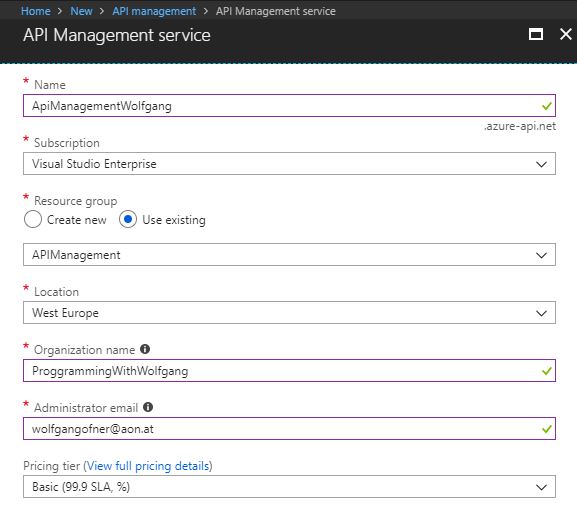 Home > New > API management > API Management service
API Management service
* Name
ApiManagementWolfgang
.azure-api.net
* Subscription
Visual Studio Enterprise
* Resource group
Create new Use existing
APIManagement
* Location
West Europe
* Organization name
ProggrammingWithWolfgang
* Administrator email
wolfgangofner@aon.at
Pricing tier (View full pricing details)
Basic (99.9 SLA, %)